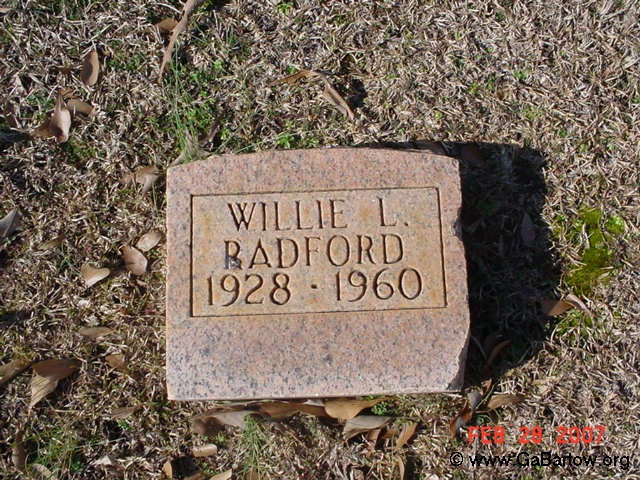 WILLIE L.
RADFORD
1928 - 1960
FEB 28 2007
© www.GaBartow.org